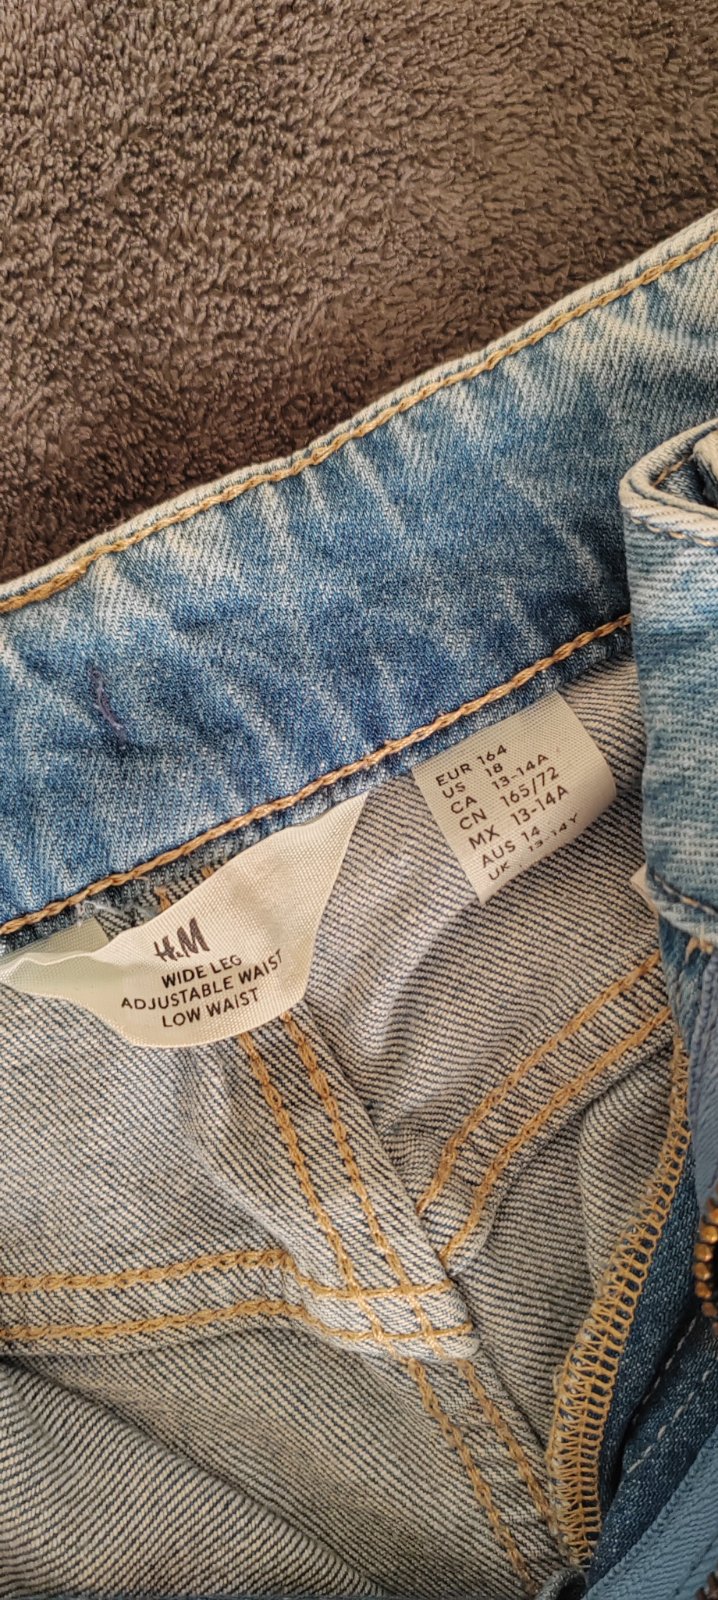 H&M
WIDE LEG
ADJUSTABLE WAIST
LOW WAIST
EUR 164
US 18
CA 13-14A
CN 165/72
MX 13-14A
AUS 14
UK 13-14Y